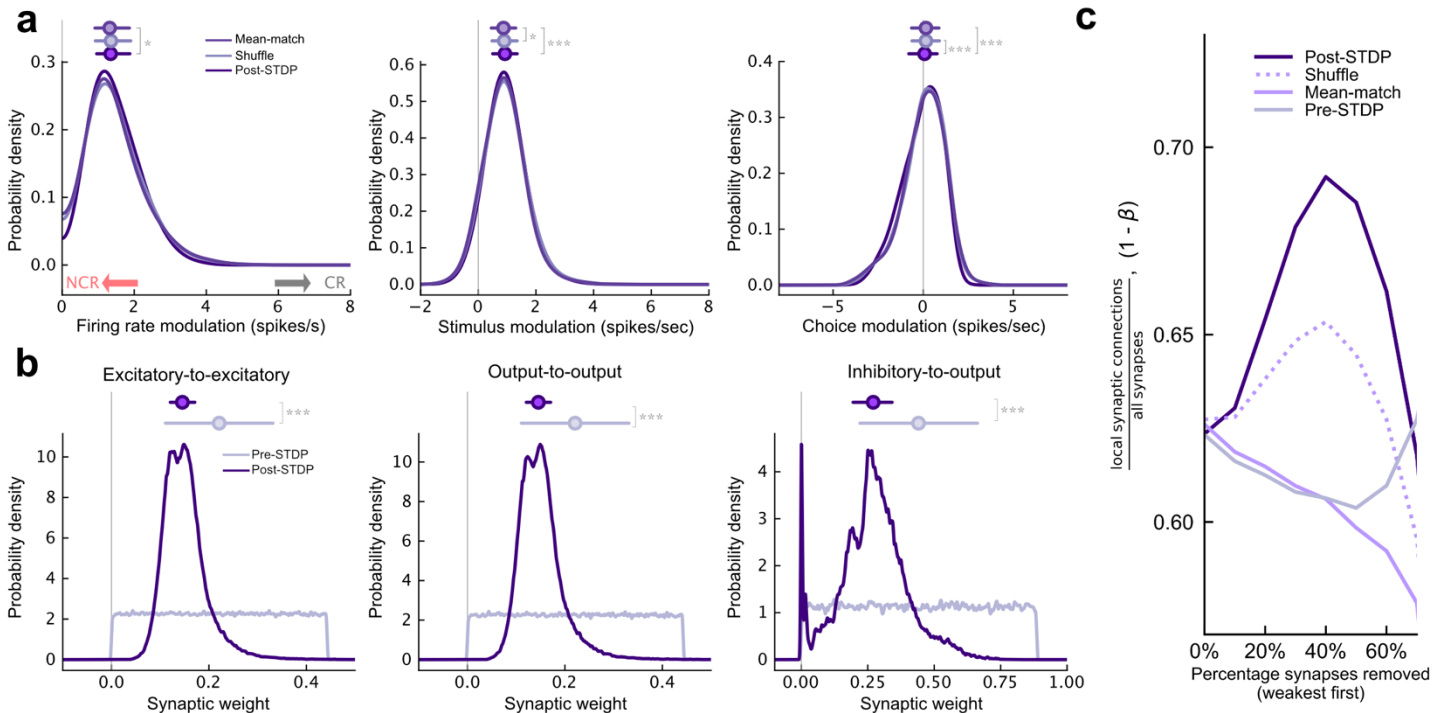 a
Mean-match
Shuffle
Post-STDP
*
0.3
0.2
0.1
0.0
Probability density
NCR
CR
0 2 4 6 8
Firing rate modulation (spikes/s)
*
***
0.6
0.5
0.4
0.3
0.2
0.1
0.0
Probability density
−2 0 2 4 6 8
Stimulus modulation (spikes/sec)
***
***
0.4
0.3
0.2
0.1
0.0
Probability density
−5 0 5
Choice modulation (spikes/sec)
b
Excitatory-to-excitatory
***
Pre-STDP
Post-STDP
10
8
6
4
2
0
Probability density
0.0 0.2 0.4
Synaptic weight
Output-to-output
***
10
8
6
4
2
0
Probability density
0.0 0.2 0.4
Synaptic weight
Inhibitory-to-output
***
4
3
2
1
0
Probability density
0.00 0.25 0.50 0.75 1.00
Synaptic weight
c
Post-STDP
Shuffle
Mean-match
Pre-STDP
0.70
0.65
0.60
local synaptic connections
all synapses
, (1 - β)
0% 20% 40% 60%
Percentage synapses removed
(weakest first)